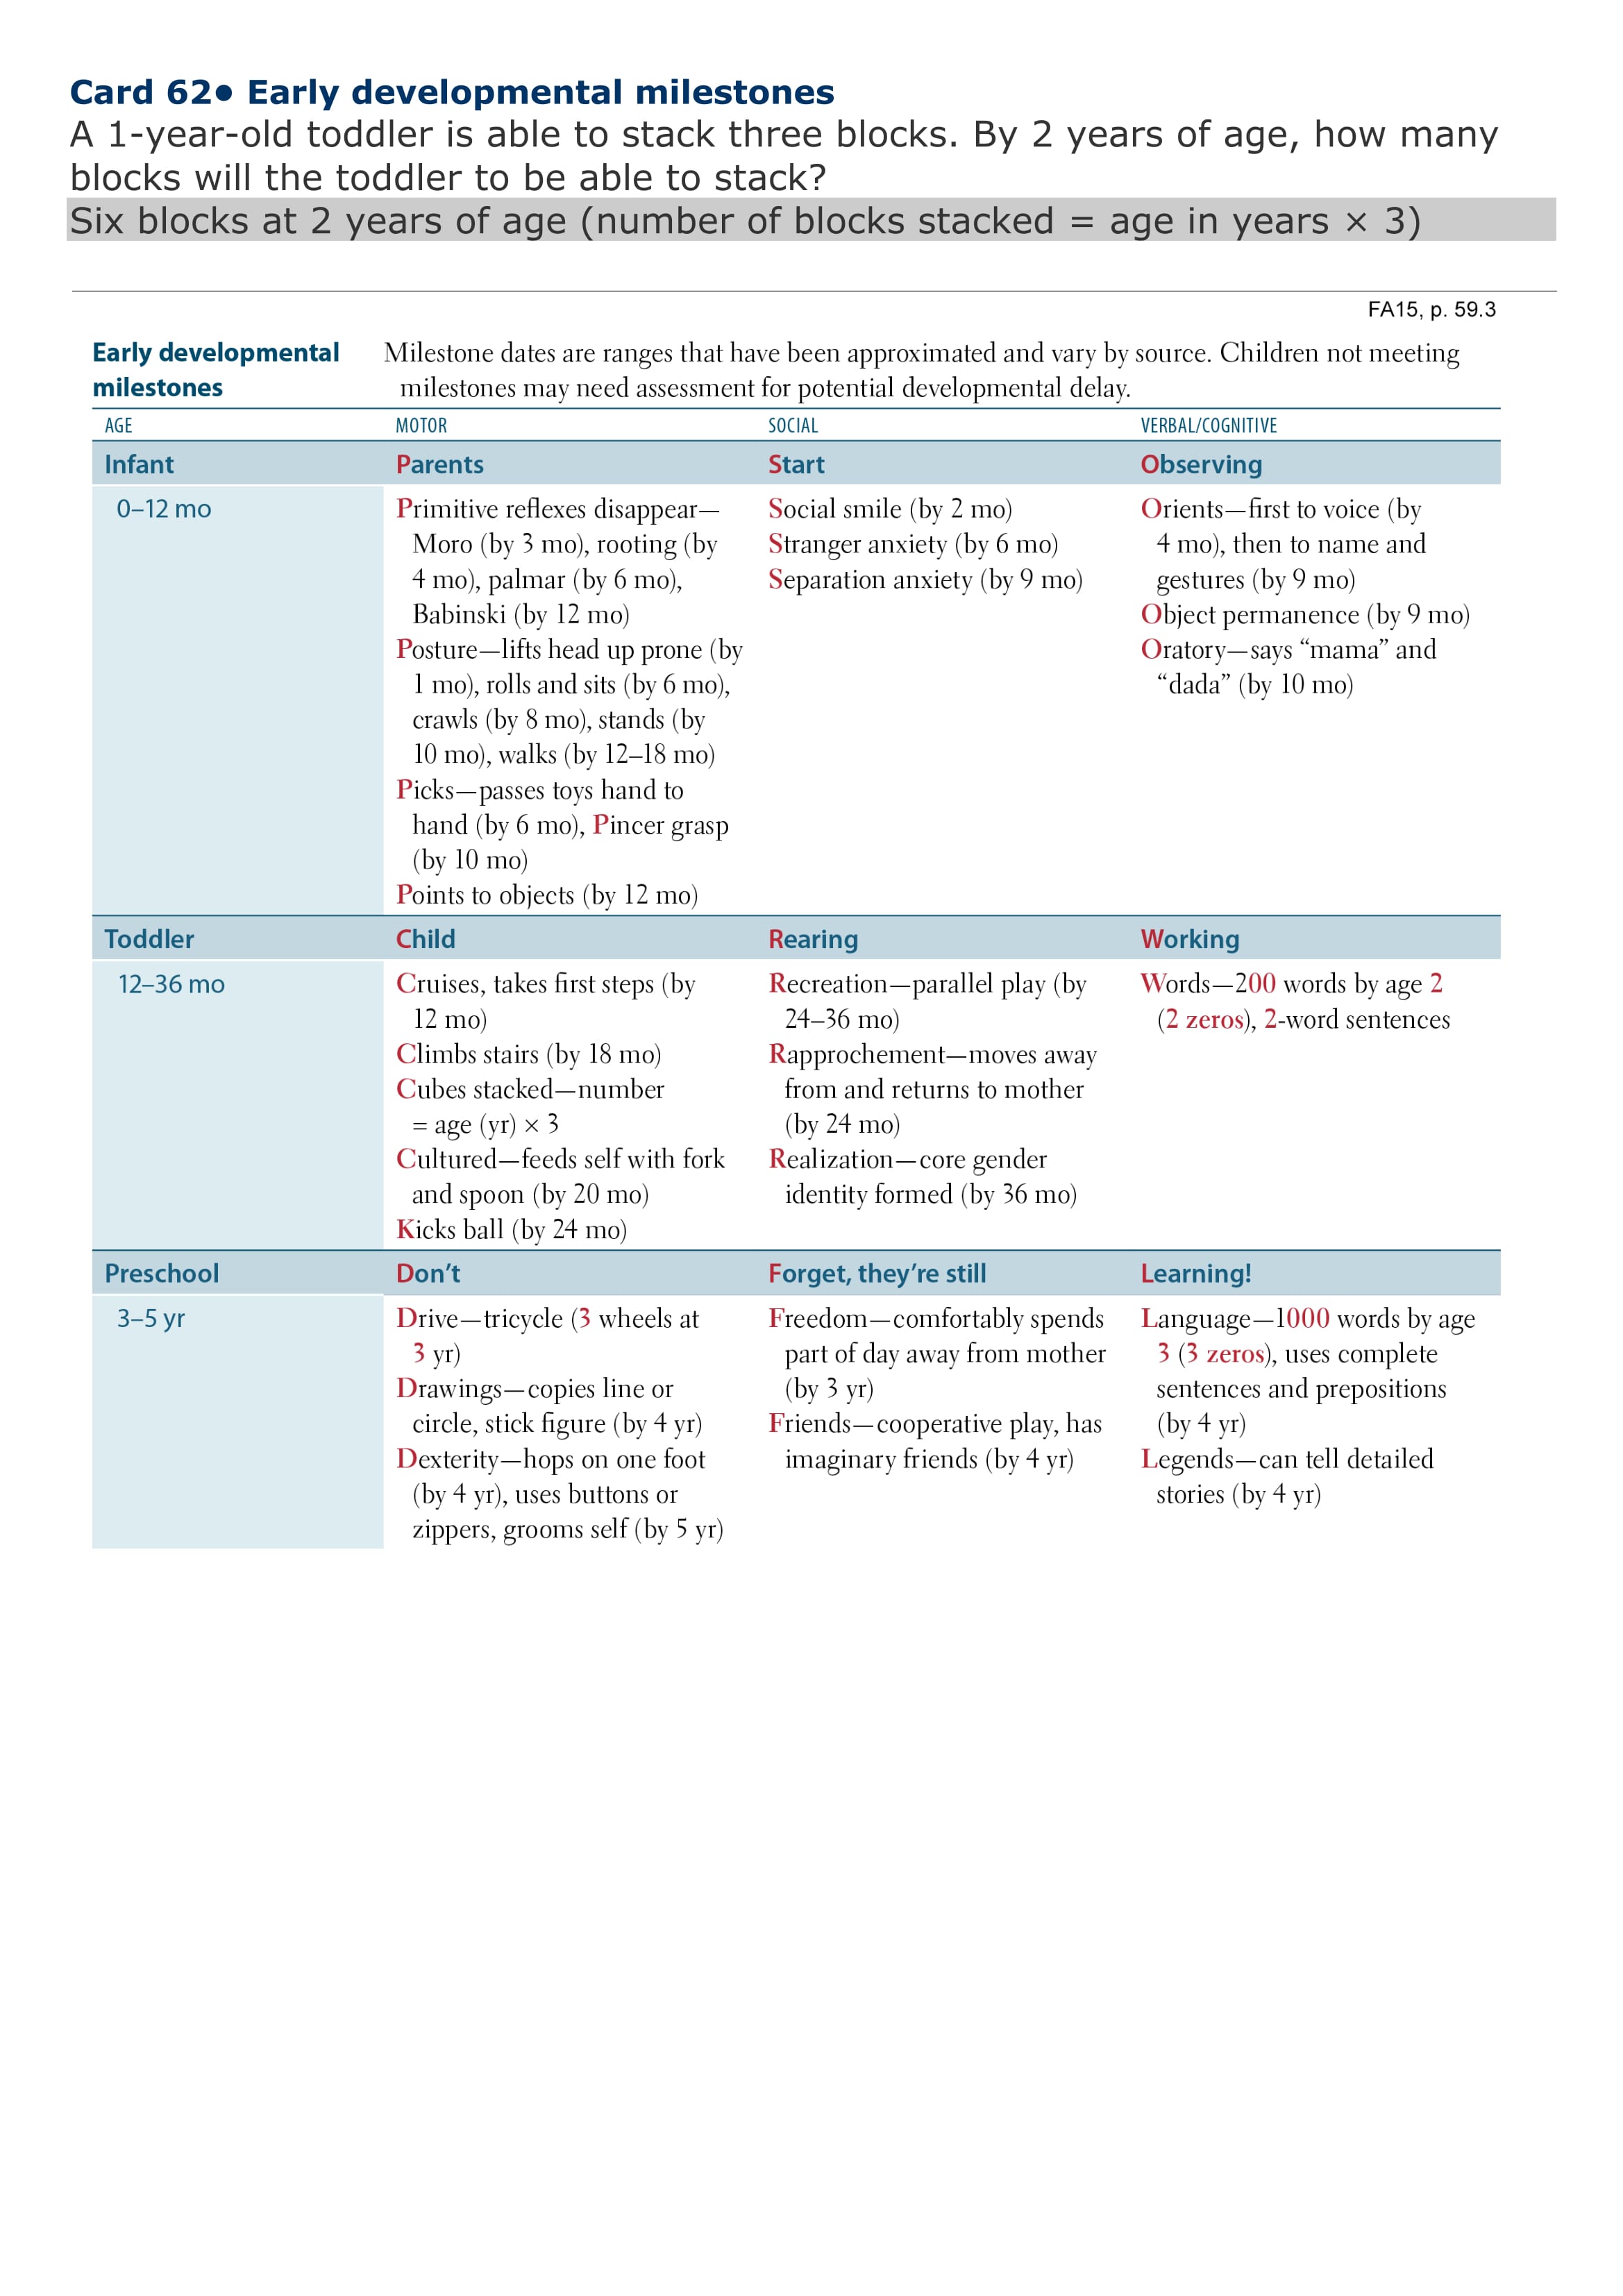 Card 62● Early developmental milestones
A 1-year-old toddler is able to stack three blocks. By 2 years of age, how many
blocks will the toddler to be able to stack?
Six blocks at 2 years of age (number of blocks stacked = age in years × 3)
FA15, p. 59.3
Early developmental
milestones
Milestone dates are ranges that have been approximated and vary by source. Children not meeting
milestones may need assessment for potential developmental delay.
AGE MOTOR SOCIAL VERBAL/COGNITIVE
Infant Parents Start Observing
0–12 mo
Primitive reflexes disappear—
Moro (by 3 mo), rooting (by
4 mo), palmar (by 6 mo),
Babinski (by 12 mo)
Posture—lifts head up prone (by
1 mo), rolls and sits (by 6 mo),
crawls (by 8 mo), stands (by
10 mo), walks (by 12–18 mo)
Picks—passes toys hand to
hand (by 6 mo), Pincer grasp
(by 10 mo)
Points to objects (by 12 mo)
Social smile (by 2 mo)
Stranger anxiety (by 6 mo)
Separation anxiety (by 9 mo)
Orients—first to voice (by
4 mo), then to name and
gestures (by 9 mo)
Object permanence (by 9 mo)
Oratory—says “mama” and
“dada” (by 10 mo)
Toddler Child Rearing Working
12–36 mo
Cruises, takes first steps (by
12 mo)
Climbs stairs (by 18 mo)
Cubes stacked—number
= age (yr) × 3
Cultured—feeds self with fork
and spoon (by 20 mo)
Kicks ball (by 24 mo)
Recreation—parallel play (by
24–36 mo)
Rapprochement—moves away
from and returns to mother
(by 24 mo)
Realization—core gender
identity formed (by 36 mo)
Words—200 words by age 2
(2 zeros), 2-word sentences
Preschool Don’t Forget, they’re still Learning!
3–5 yr
Drive—tricycle (3 wheels at
3 yr)
Drawings—copies line or
circle, stick figure (by 4 yr)
Dexterity—hops on one foot
(by 4 yr), uses buttons or
zippers, grooms self (by 5 yr)
Freedom—comfortably spends
part of day away from mother
(by 3 yr)
Friends—cooperative play, has
imaginary friends (by 4 yr)
Language—1000 words by age
3 (3 zeros), uses complete
sentences and prepositions
(by 4 yr)
Legends—can tell detailed
stories (by 4 yr)